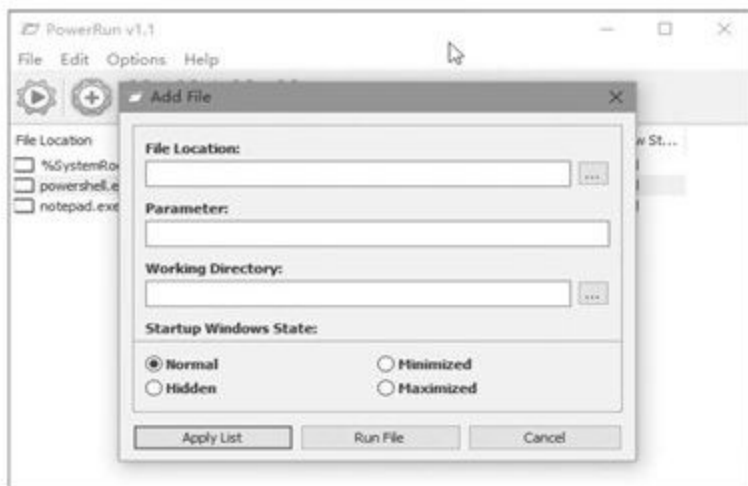 PowerRun v1.1
File Edit Options Help
Add File
File Location
w St...
%SystemRo
powershell.e
notepad.exe
File Location:
...
Parameter:
Working Directory:
...
Startup Windows State:
Normal
Minimized
Hidden
Maximized
Apply List
Run File
Cancel